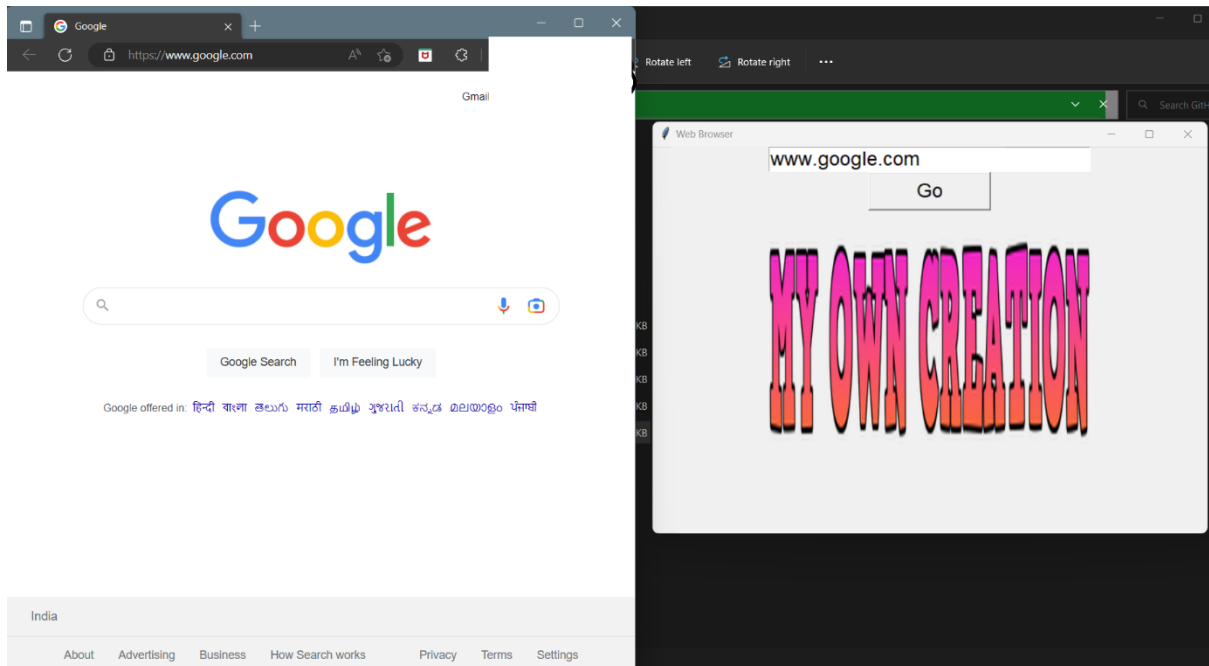 Google
https://www.google.com
Gmail
Google
Google Search
I'm Feeling Lucky
Google offered in: हिन्दी বাংলা తెలుగు मराठी தமிழ் ગુજરાતી ಕನ್ನಡ മലയാളം ਪੰਜਾਬੀ
India
About Advertising Business How Search works Privacy Terms Settings
Rotate left Rotate right
Search GitH
Web Browser
www.google.com
Go
MY OWN CREATION
KB
KB
KB
KB
KB